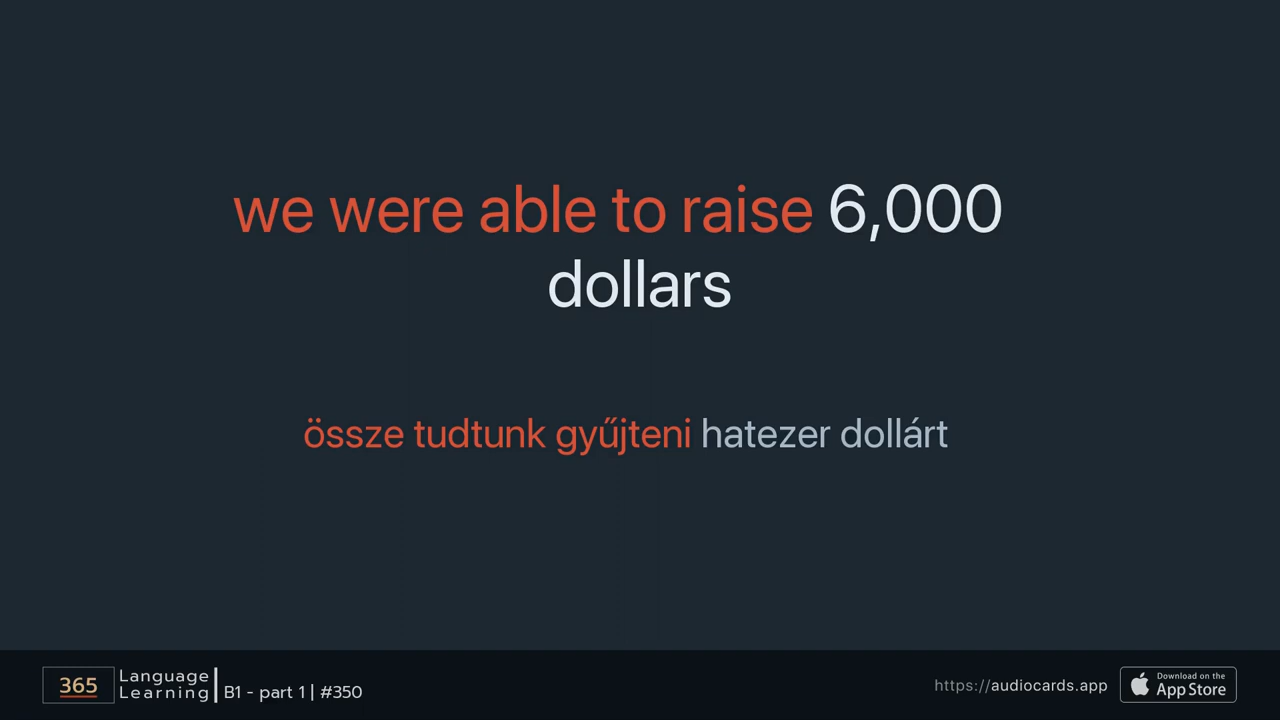 we were able to raise 6,000
dollars
össze tudtunk gyűjteni hatezer dollárt
365
Language
Learning
B1 - part 1 | #350
https://audiocards.app
Download on the
App Store